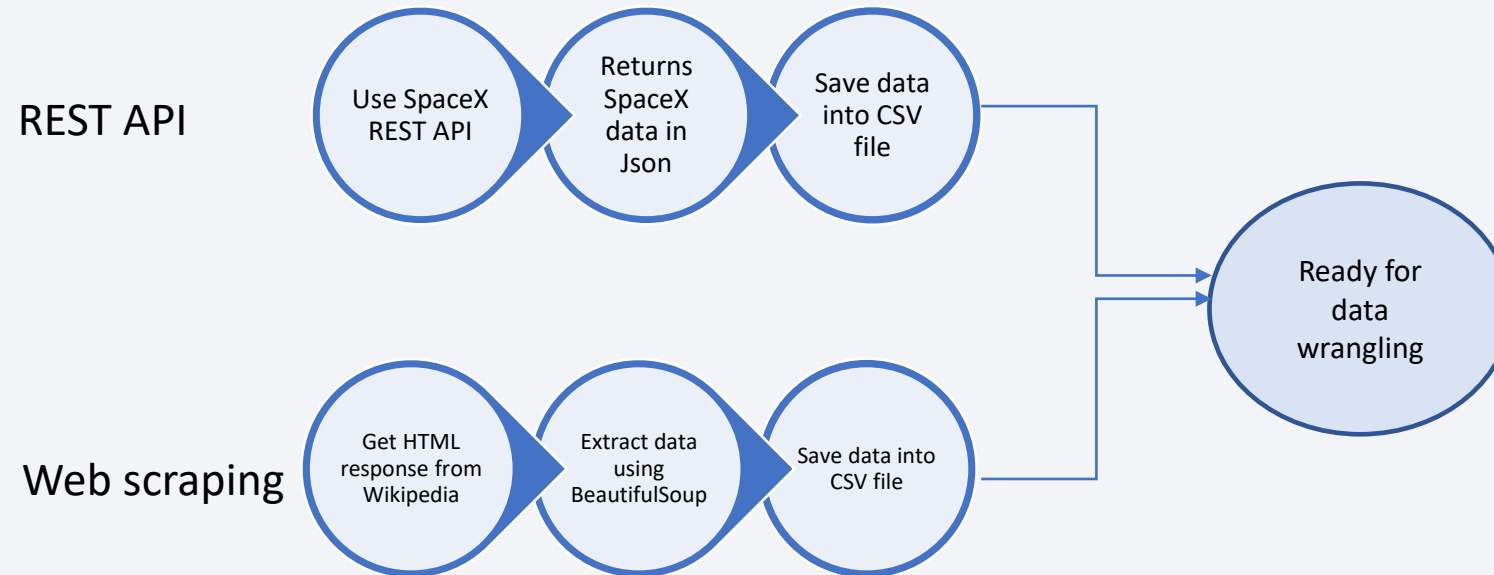 REST API
Use SpaceX
REST API
Returns
SpaceX
data in
Json
Save data
into CSV
file
Ready for
data
wrangling
Web scraping
Get HTML
response from
Wikipedia
Extract data
using
BeautifulSoup
Save data into
CSV file